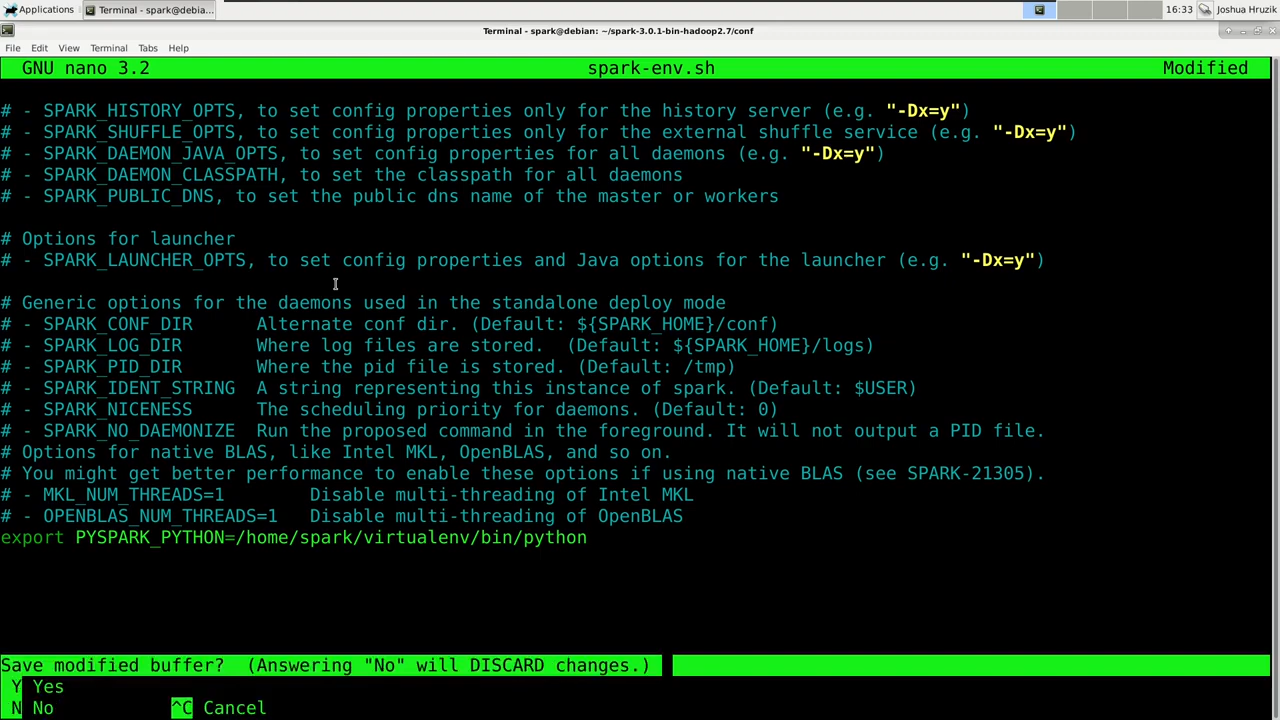 Applications
Terminal - spark@debia...
16:33
Joshua Hruzik
Terminal - spark@debian: ~/spark-3.0.1-bin-hadoop2.7/conf
File Edit View Terminal Tabs Help
GNU nano 3.2 spark-env.sh Modified
# - SPARK_HISTORY_OPTS, to set config properties only for the history server (e.g. "-Dx=y")
# - SPARK_SHUFFLE_OPTS, to set config properties only for the external shuffle service (e.g. "-Dx=y")
# - SPARK_DAEMON_JAVA_OPTS, to set config properties for all daemons (e.g. "-Dx=y")
# - SPARK_DAEMON_CLASSPATH, to set the classpath for all daemons
# - SPARK_PUBLIC_DNS, to set the public dns name of the master or workers
# Options for launcher
# - SPARK_LAUNCHER_OPTS, to set config properties and Java options for the launcher (e.g. "-Dx=y")
# Generic options for the daemons used in the standalone deploy mode
# - SPARK_CONF_DIR      Alternate conf dir. (Default: ${SPARK_HOME}/conf)
# - SPARK_LOG_DIR       Where log files are stored.  (Default: ${SPARK_HOME}/logs)
# - SPARK_PID_DIR       Where the pid file is stored. (Default: /tmp)
# - SPARK_IDENT_STRING  A string representing this instance of spark. (Default: $USER)
# - SPARK_NICENESS      The scheduling priority for daemons. (Default: 0)
# - SPARK_NO_DAEMONIZE  Run the proposed command in the foreground. It will not output a PID file.
# Options for native BLAS, like Intel MKL, OpenBLAS, and so on.
# You might get better performance to enable these options if using native BLAS (see SPARK-21305).
# - MKL_NUM_THREADS=1        Disable multi-threading of Intel MKL
# - OPENBLAS_NUM_THREADS=1   Disable multi-threading of OpenBLAS
export PYSPARK_PYTHON=/home/spark/virtualenv/bin/python
Save modified buffer?  (Answering "No" will DISCARD changes.)
Y Yes
N No ^C Cancel